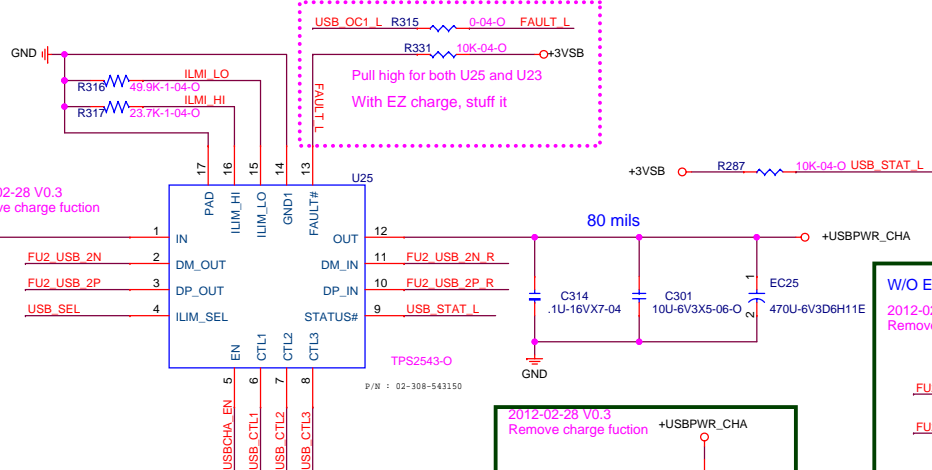 USB_OC1_L R315 0-04-O FAULT_L
R331 10K-04-O +3VSB
Pull high for both U25 and U23
With EZ charge, stuff it
FAULT_L
GND
ILMI_LO
R316 49.9K-1-04-O
ILMI_HI
R317 23.7K-1-04-O
17 16 15 14 13
U25
02-28 V0.3
ve charge fuction
PAD ILIM_HI ILIM_LO GND1 FAULT#
1 IN OUT 12
FU2_USB_2N 2 DM_OUT DM_IN 11 FU2_USB_2N_R
FU2_USB_2P 3 DP_OUT DP_IN 10 FU2_USB_2P_R
USB_SEL 4 ILIM_SEL STATUS# 9 USB_STAT_L
EN CTL1 CTL2 CTL3
5 6 7 8
TPS2543-O
P/N : 02-308-543150
USBCHA_EN USB_CTL1 USB_CTL2 USB_CTL3
+3VSB R287 10K-04-O USB_STAT_L
80 mils
+USBPWR_CHA
C314
.1U-16VX7-04
C301
10U-6V3X5-06-O
1 EC25
2 470U-6V3D6H11E
GND
2012-02-28 V0.3
Remove charge fuction
+USBPWR_CHA
W/O E
2012-02
Remove
FU
FU